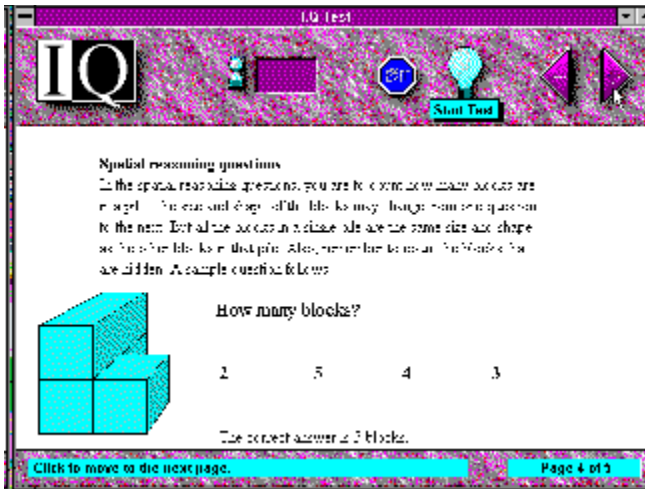 I.Q Test
IQ
Start Test
Spatial reasoning questions
In the spatial reasoning questions, you are to count how many blocks are
in a pile. The size and shape of the blocks may change from one question
to the next. But all the blocks in a single pile are the same size and shape
as the other blocks in that pile. Also, remember to count the blocks that
are hidden. A sample question follows
How many blocks?
2 5 4 3
The correct answer is 3 blocks.
Click to move to the next page.
Page 4 of 5